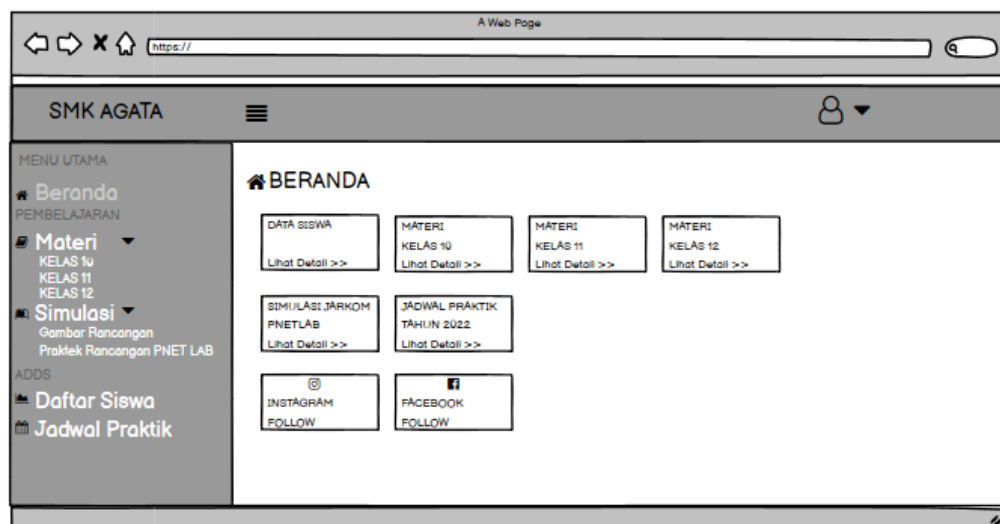 A Web Page
https://
SMK AGATA
MENU UTAMA
Beranda
PEMBELAJARAN
Materi
KELAS 10
KELAS 11
KELAS 12
Simulasi
Gambar Rancangan
Praktek Rancangan PNET LAB
ADDS
Daftar Siswa
Jadwal Praktik
BERANDA
DATA SISWA
Lihat Detail >>
MATERI
KELAS 10
Lihat Detail >>
MATERI
KELAS 11
Lihat Detail >>
MATERI
KELAS 12
Lihat Detail >>
SIMULASI JARKOM
PNETLAB
Lihat Detail >>
JADWAL PRAKTIK
TAHUN 2022
Lihat Detail >>
INSTAGRAM
FOLLOW
FACEBOOK
FOLLOW